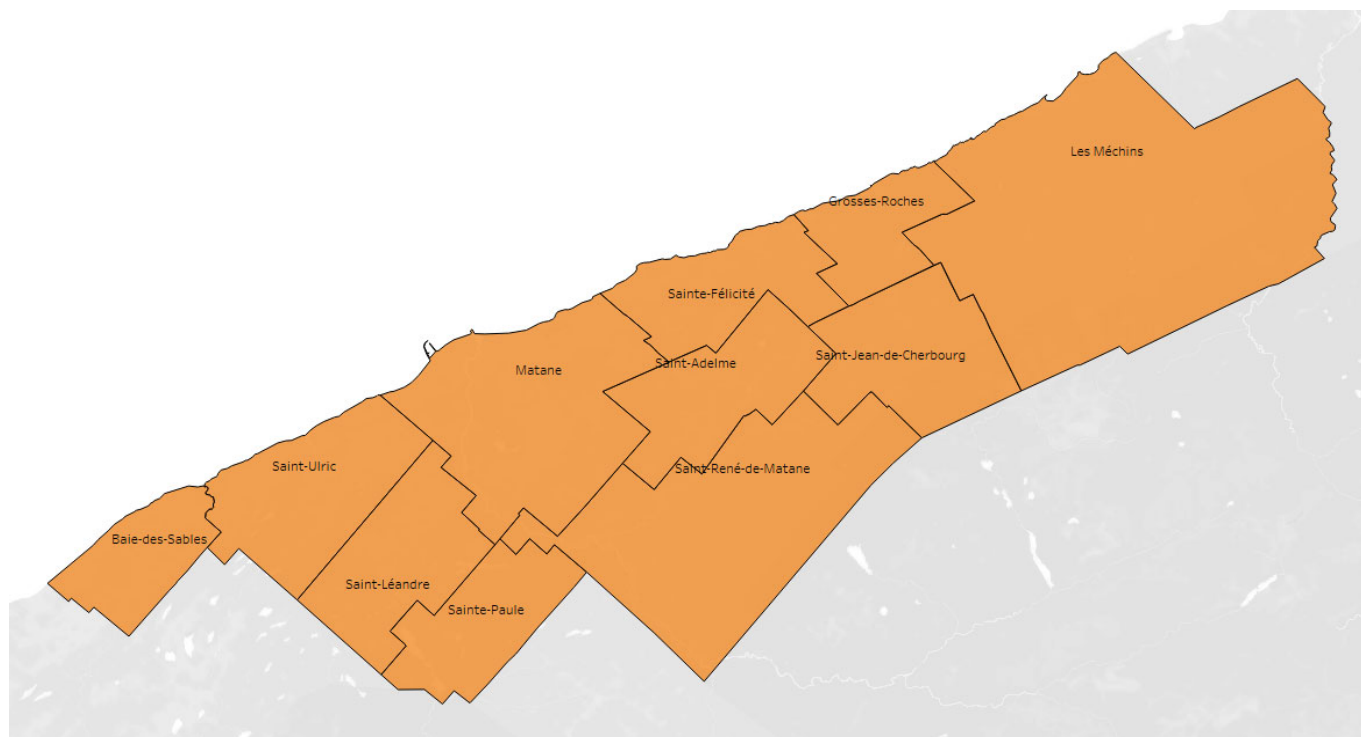 Les Méchins
Grosses-Roches
Sainte-Félicité
Saint-Jean-de-Cherbourg
Saint-Adelme
Matane
Saint-Ulric
Saint-René-de-Matane
Baie-des-Sables
Saint-Léandre
Sainte-Paule